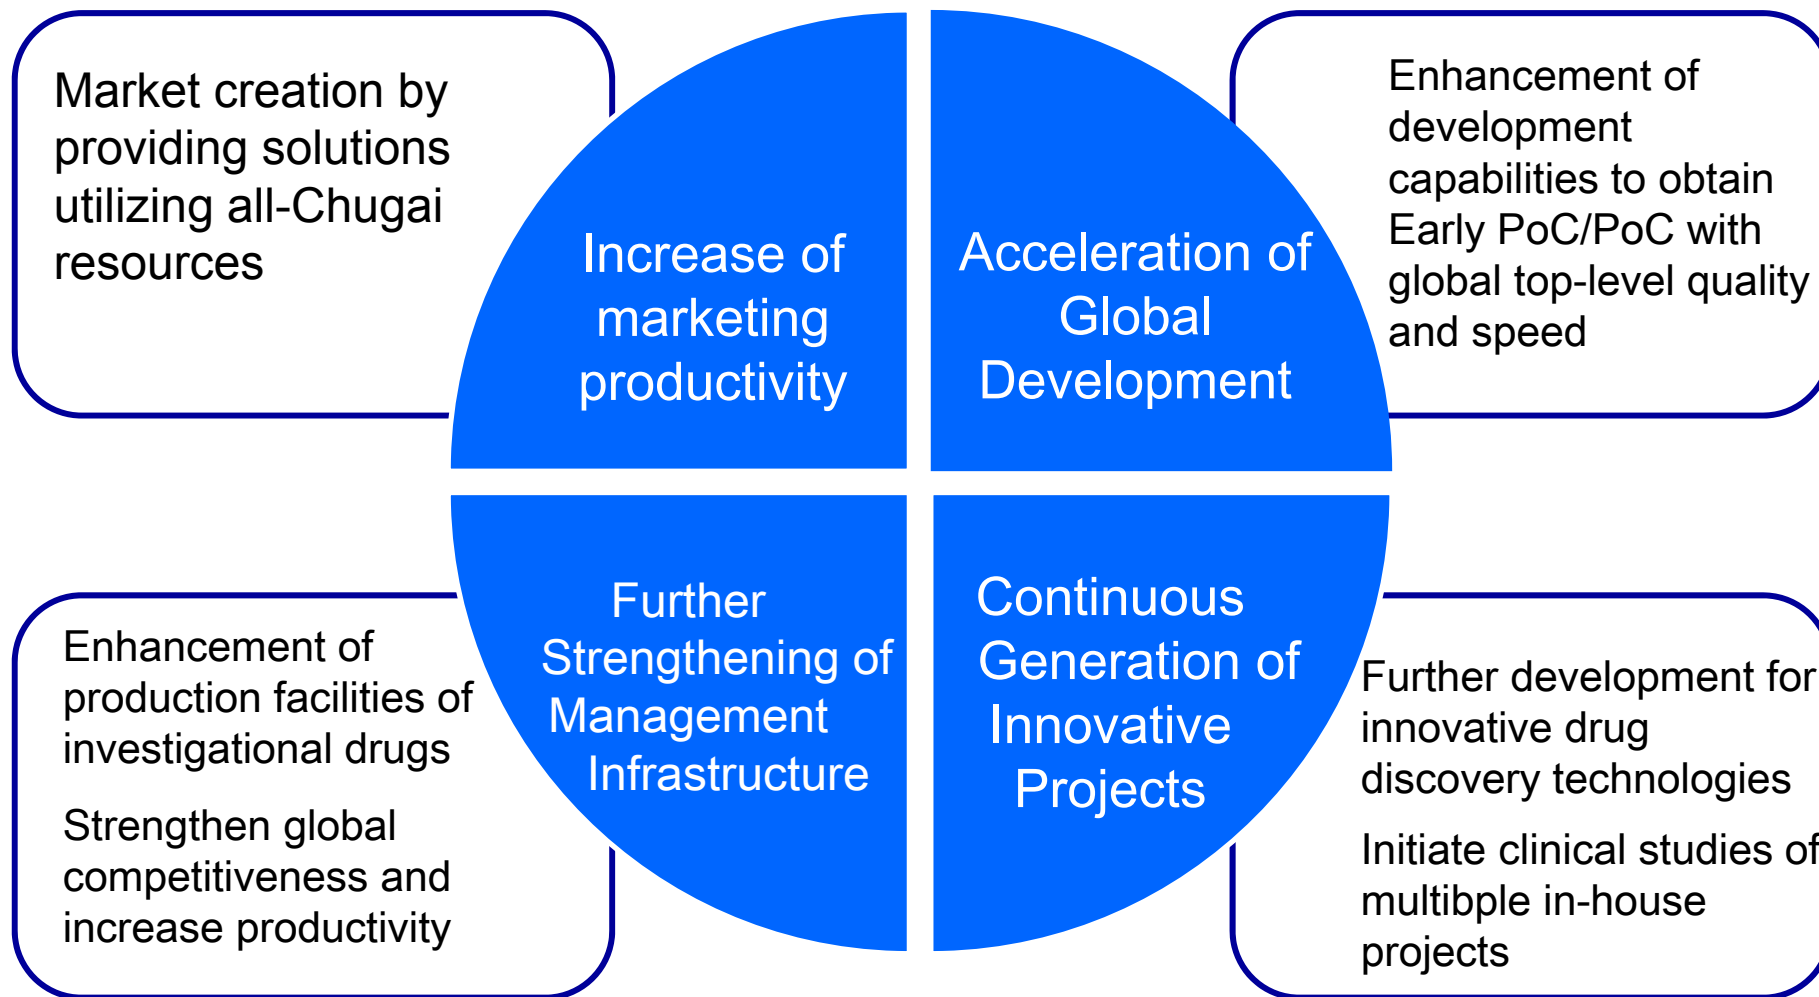 Market creation by
providing solutions
utilizing all-Chugai
resources
Increase of
marketing
productivity
Acceleration of
Global
Development
Enhancement of
development
capabilities to obtain
Early PoC/PoC with
global top-level quality
and speed
Enhancement of
production facilities of
investigational drugs
Strengthen global
competitiveness and
increase productivity
Further
Strengthening of
Management
Infrastructure
Continuous
Generation of
Innovative
Projects
Further development for
innovative drug
discovery technologies
Initiate clinical studies of
multibple in-house
projects